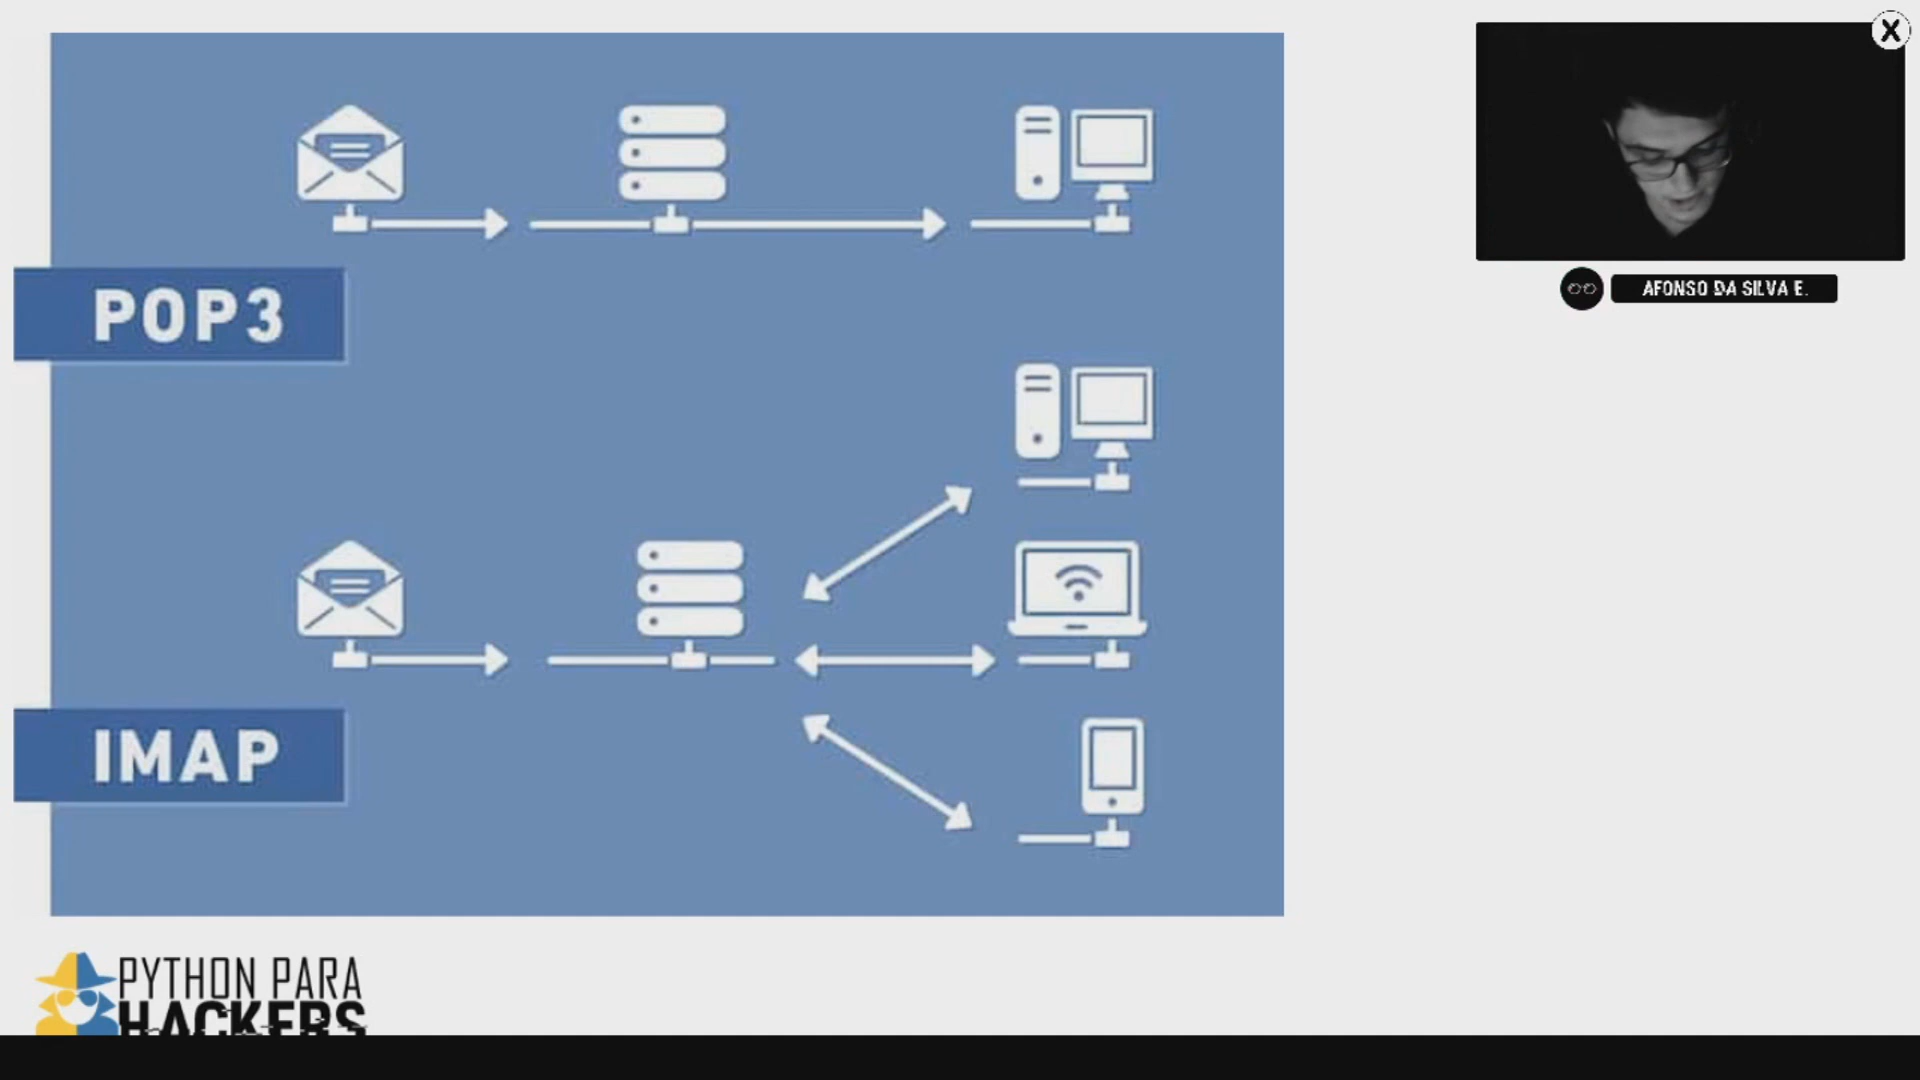 X
AFONSO DA SILVA E.
POP3
IMAP
PYTHON PARA
HACKERS